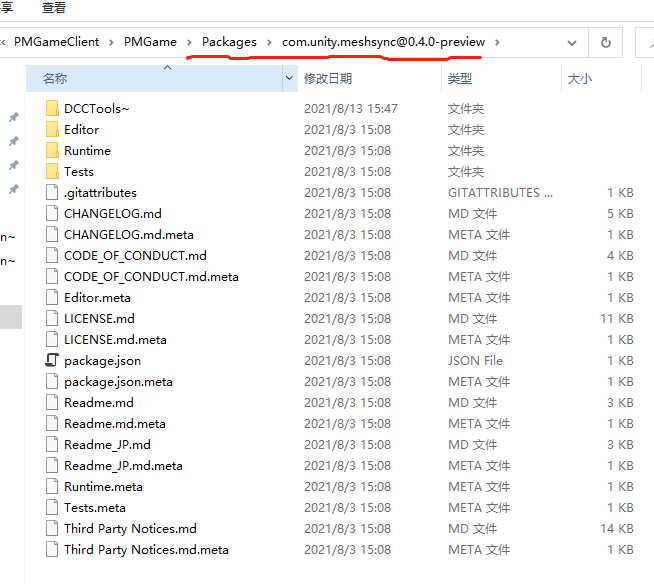 享 查看
« PMGameClient > PMGame > Packages > com.unity.meshsync@0.4.0-preview >
名称 修改日期 类型 大小
DCCTools~ 2021/8/13 15:47 文件夹
Editor 2021/8/3 15:08 文件夹
Runtime 2021/8/3 15:08 文件夹
Tests 2021/8/3 15:08 文件夹
.gitattributes 2021/8/3 15:08 GITATTRIBUTES ... 1 KB
CHANGELOG.md 2021/8/3 15:08 MD 文件 5 KB
CHANGELOG.md.meta 2021/8/3 15:08 META 文件 1 KB
CODE_OF_CONDUCT.md 2021/8/3 15:08 MD 文件 4 KB
CODE_OF_CONDUCT.md.meta 2021/8/3 15:08 META 文件 1 KB
n~
Editor.meta 2021/8/3 15:08 META 文件 1 KB
n~
LICENSE.md 2021/8/3 15:08 MD 文件 11 KB
LICENSE.md.meta 2021/8/3 15:08 META 文件 1 KB
package.json 2021/8/3 15:08 JSON File 1 KB
package.json.meta 2021/8/3 15:08 META 文件 1 KB
Readme.md 2021/8/3 15:08 MD 文件 3 KB
Readme.md.meta 2021/8/3 15:08 META 文件 1 KB
Readme_JP.md 2021/8/3 15:08 MD 文件 3 KB
Readme_JP.md.meta 2021/8/3 15:08 META 文件 1 KB
Runtime.meta 2021/8/3 15:08 META 文件 1 KB
Tests.meta 2021/8/3 15:08 META 文件 1 KB
Third Party Notices.md 2021/8/3 15:08 MD 文件 14 KB
Third Party Notices.md.meta 2021/8/3 15:08 META 文件 1 KB